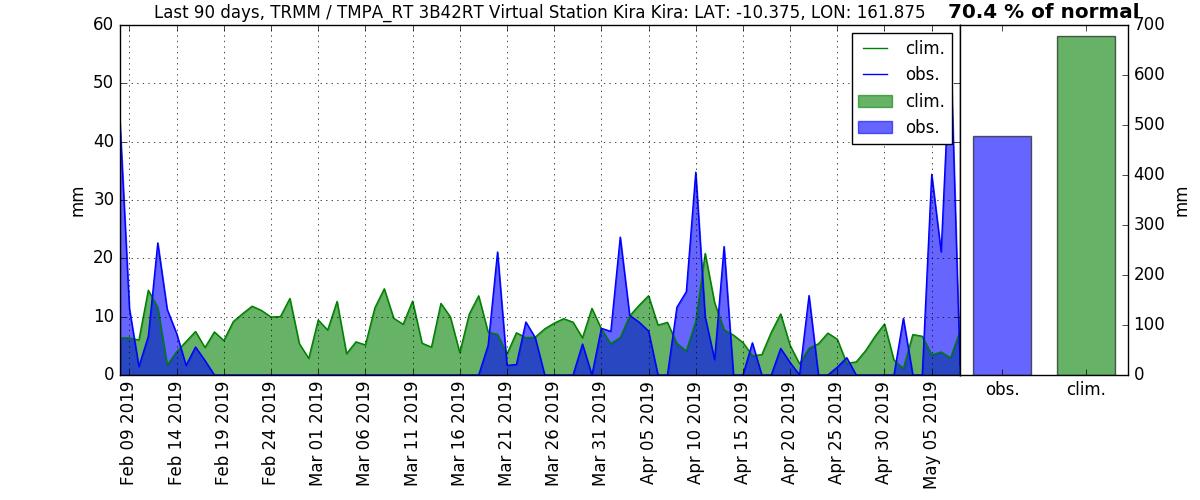 Last 90 days, TRMM / TMPA_RT 3B42RT Virtual Station Kira Kira: LAT: -10.375, LON: 161.875
70.4 % of normal
60
50
40
30
20
10
0
mm
clim.
obs.
clim.
obs.
700
600
500
400
300
200
100
0
mm
obs.
clim.
Feb 09 2019
Feb 14 2019
Feb 19 2019
Feb 24 2019
Mar 01 2019
Mar 06 2019
Mar 11 2019
Mar 16 2019
Mar 21 2019
Mar 26 2019
Mar 31 2019
Apr 05 2019
Apr 10 2019
Apr 15 2019
Apr 20 2019
Apr 25 2019
Apr 30 2019
May 05 2019